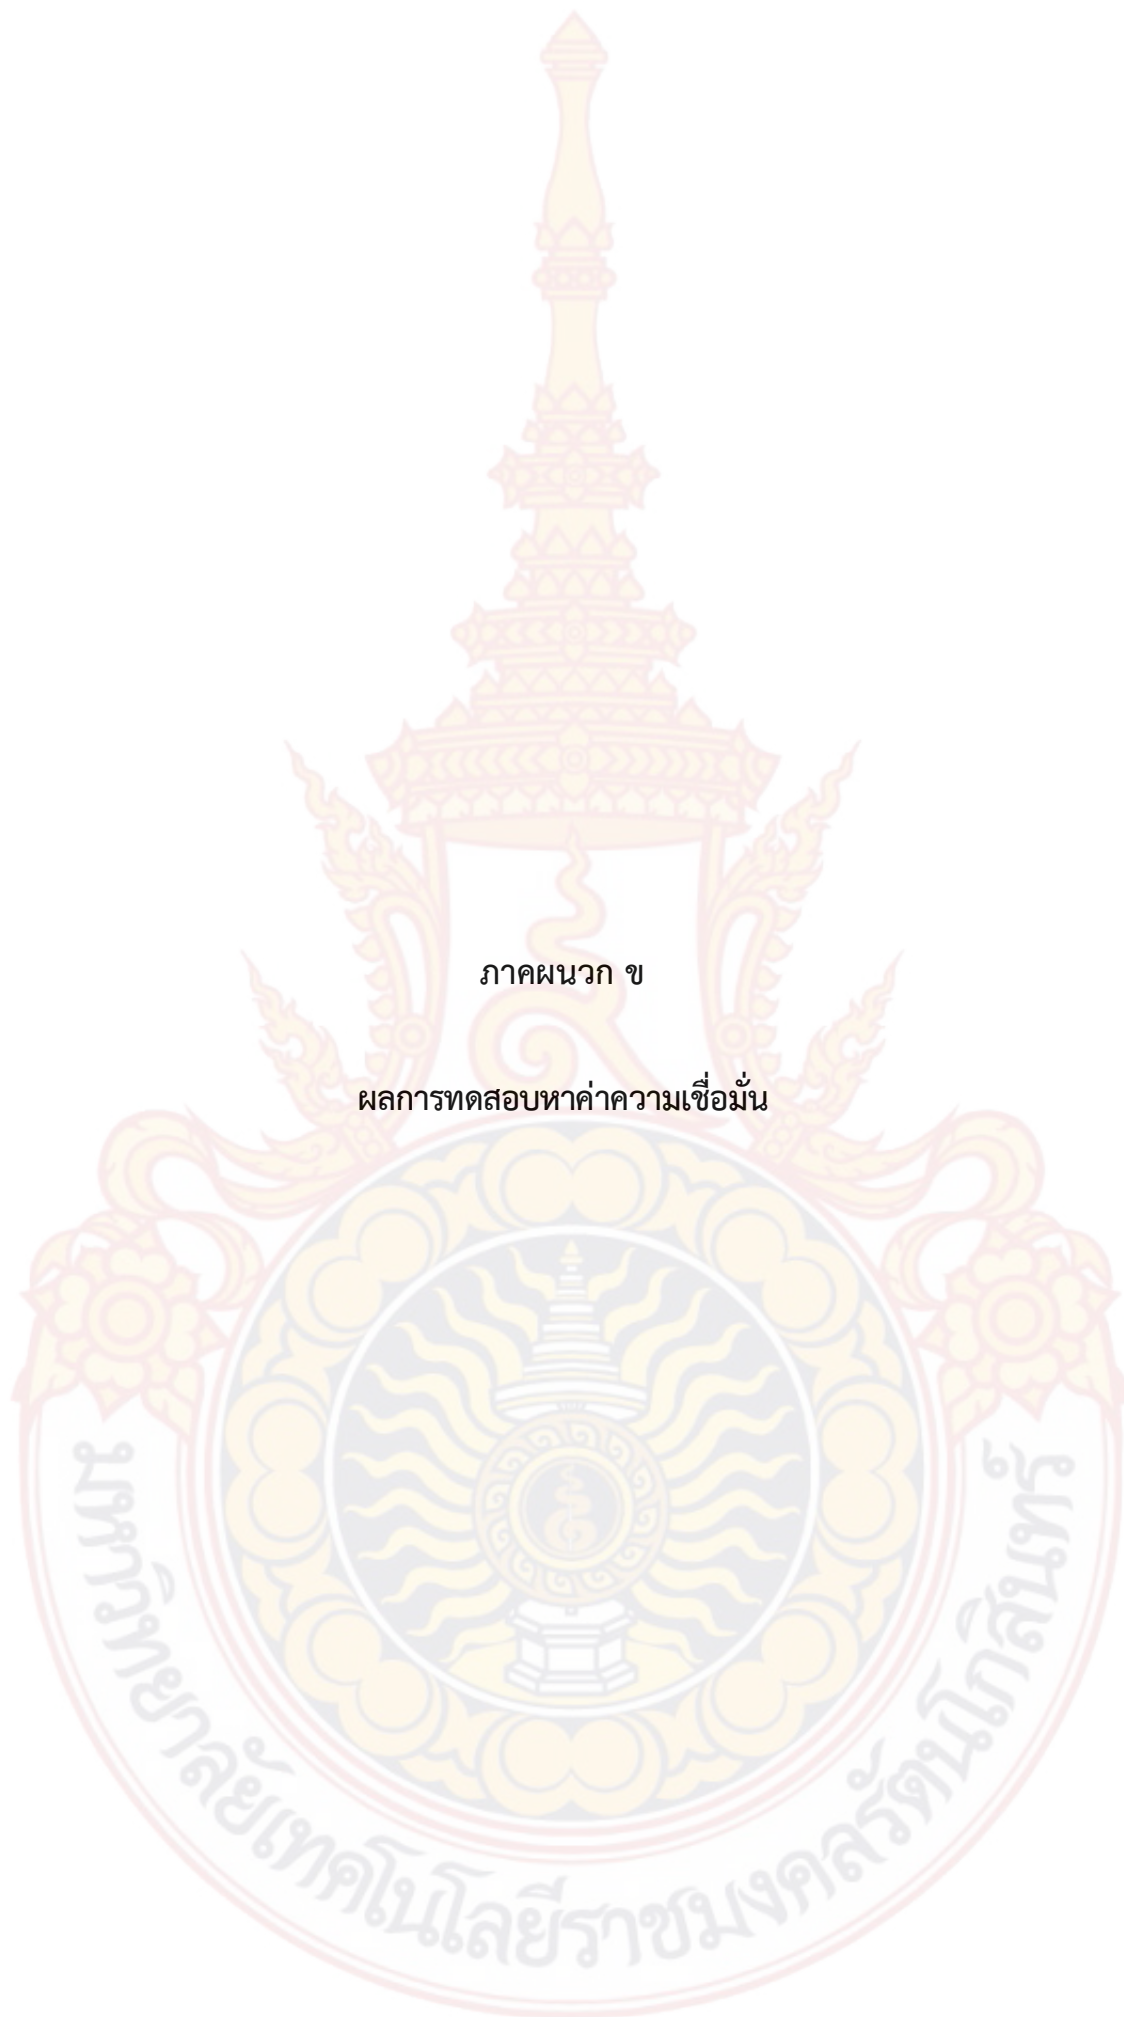 ภาคผนวก ข
ผลการทดสอบหาค่าความเชื่อมั่น
มหาวิทยาลัยเทคโนโลยีราชมงคลรัตนโกสินทร์